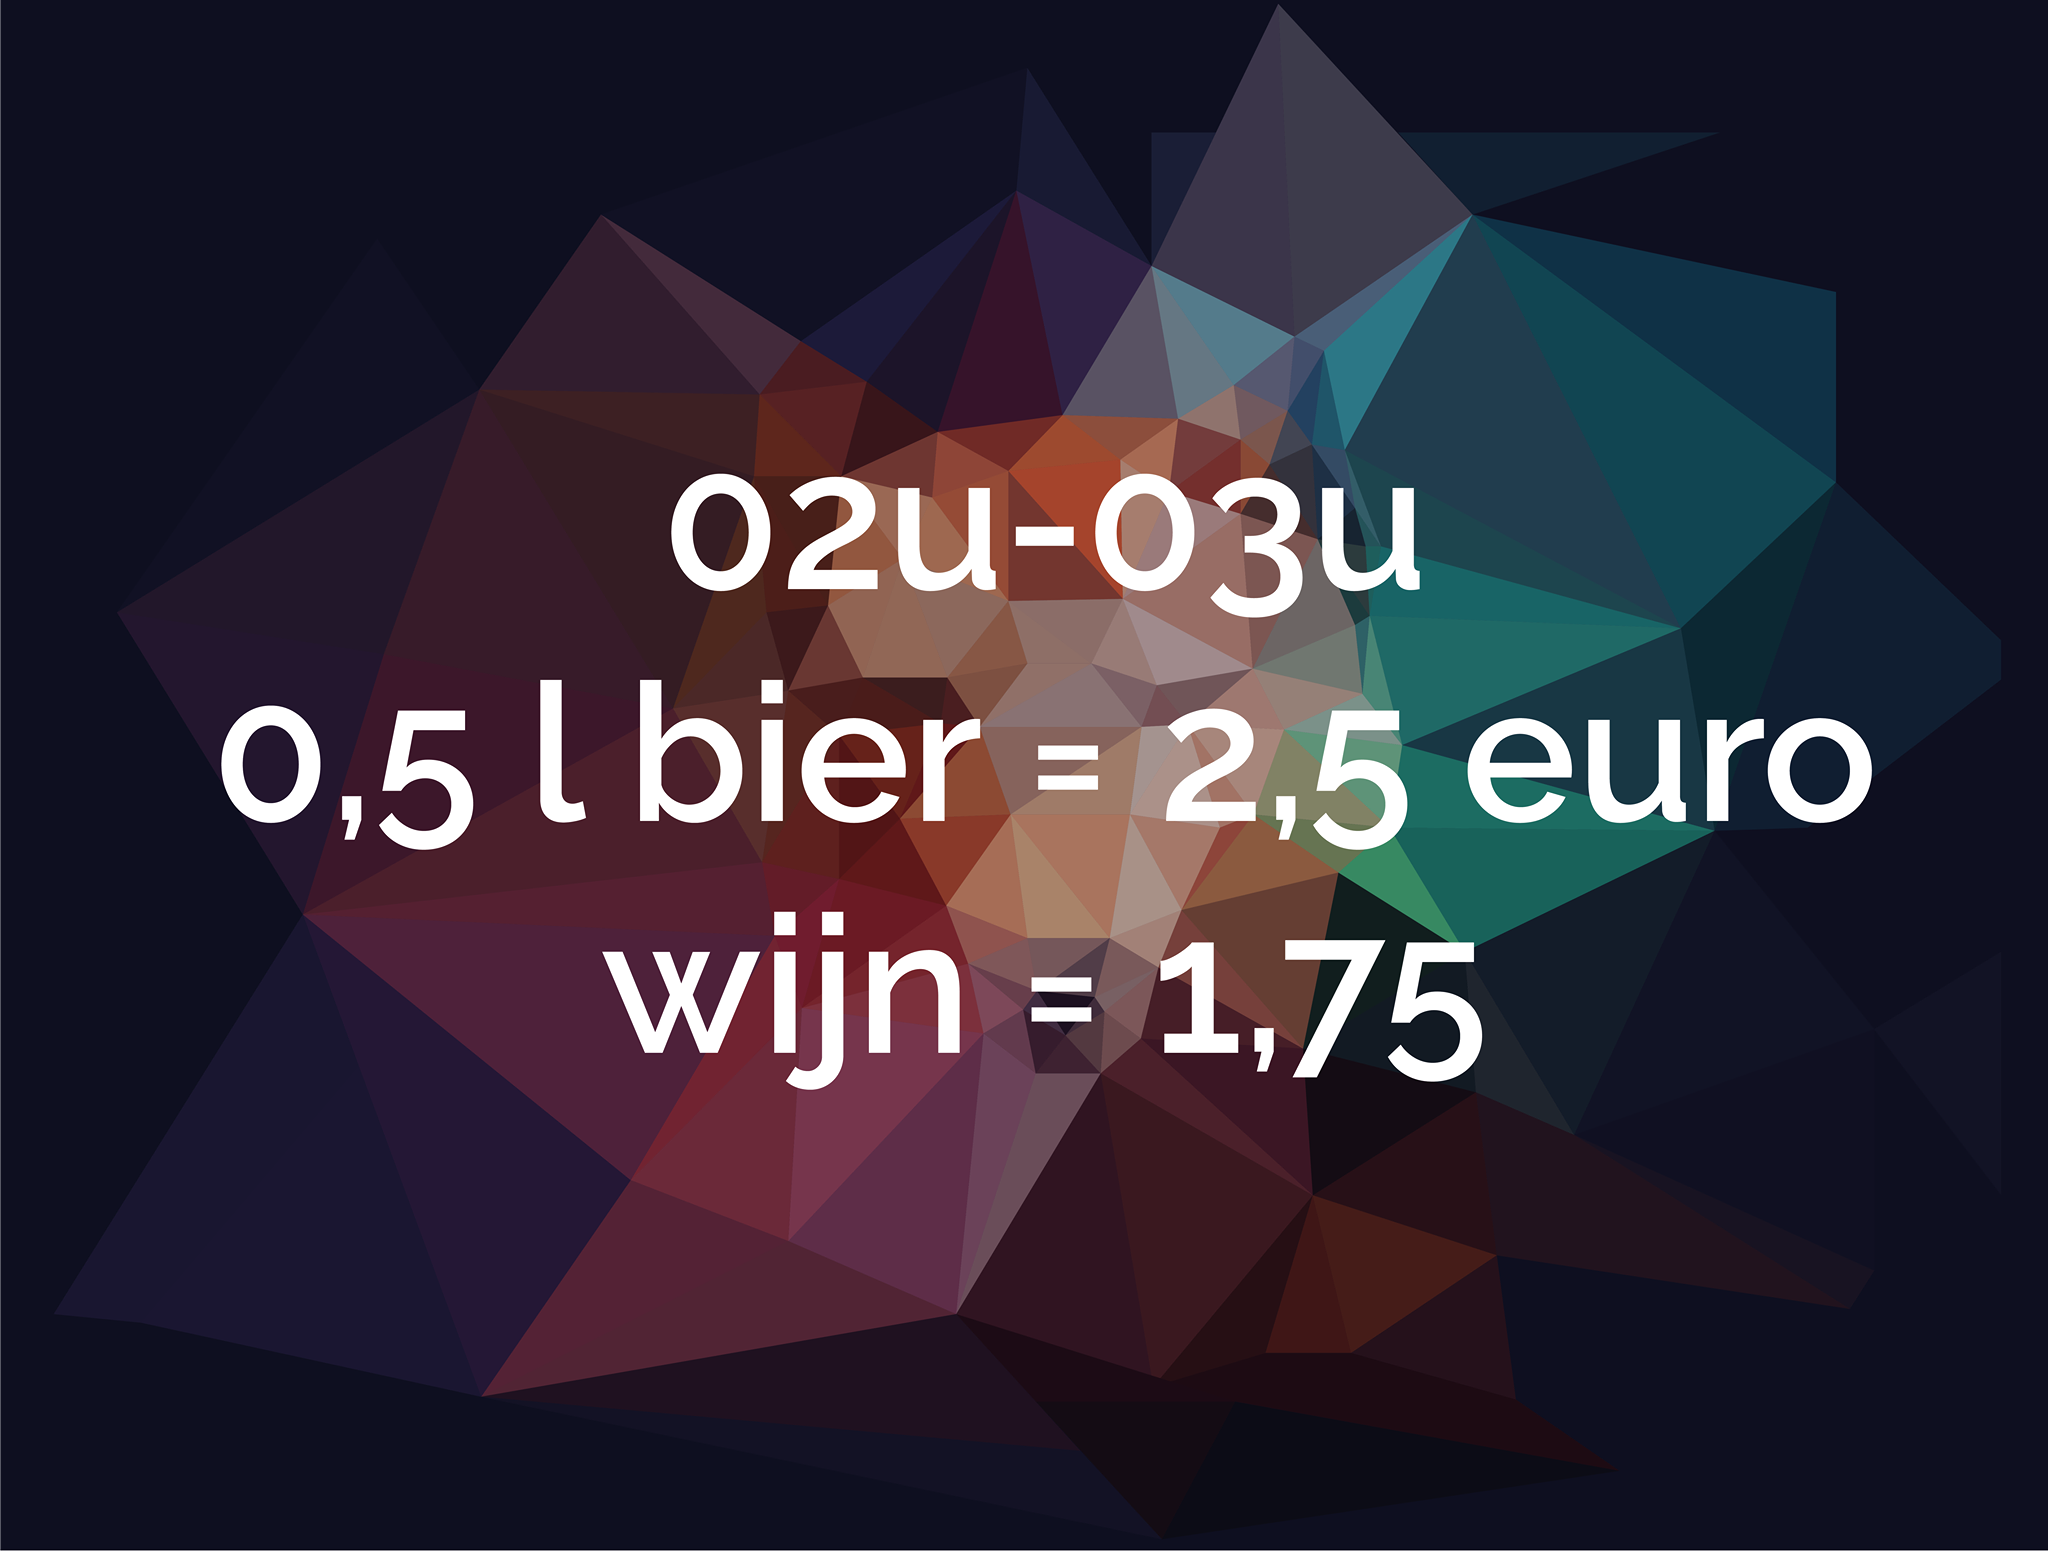 02u-03u
0,5 l bier = 2,5 euro
wijn = 1,75